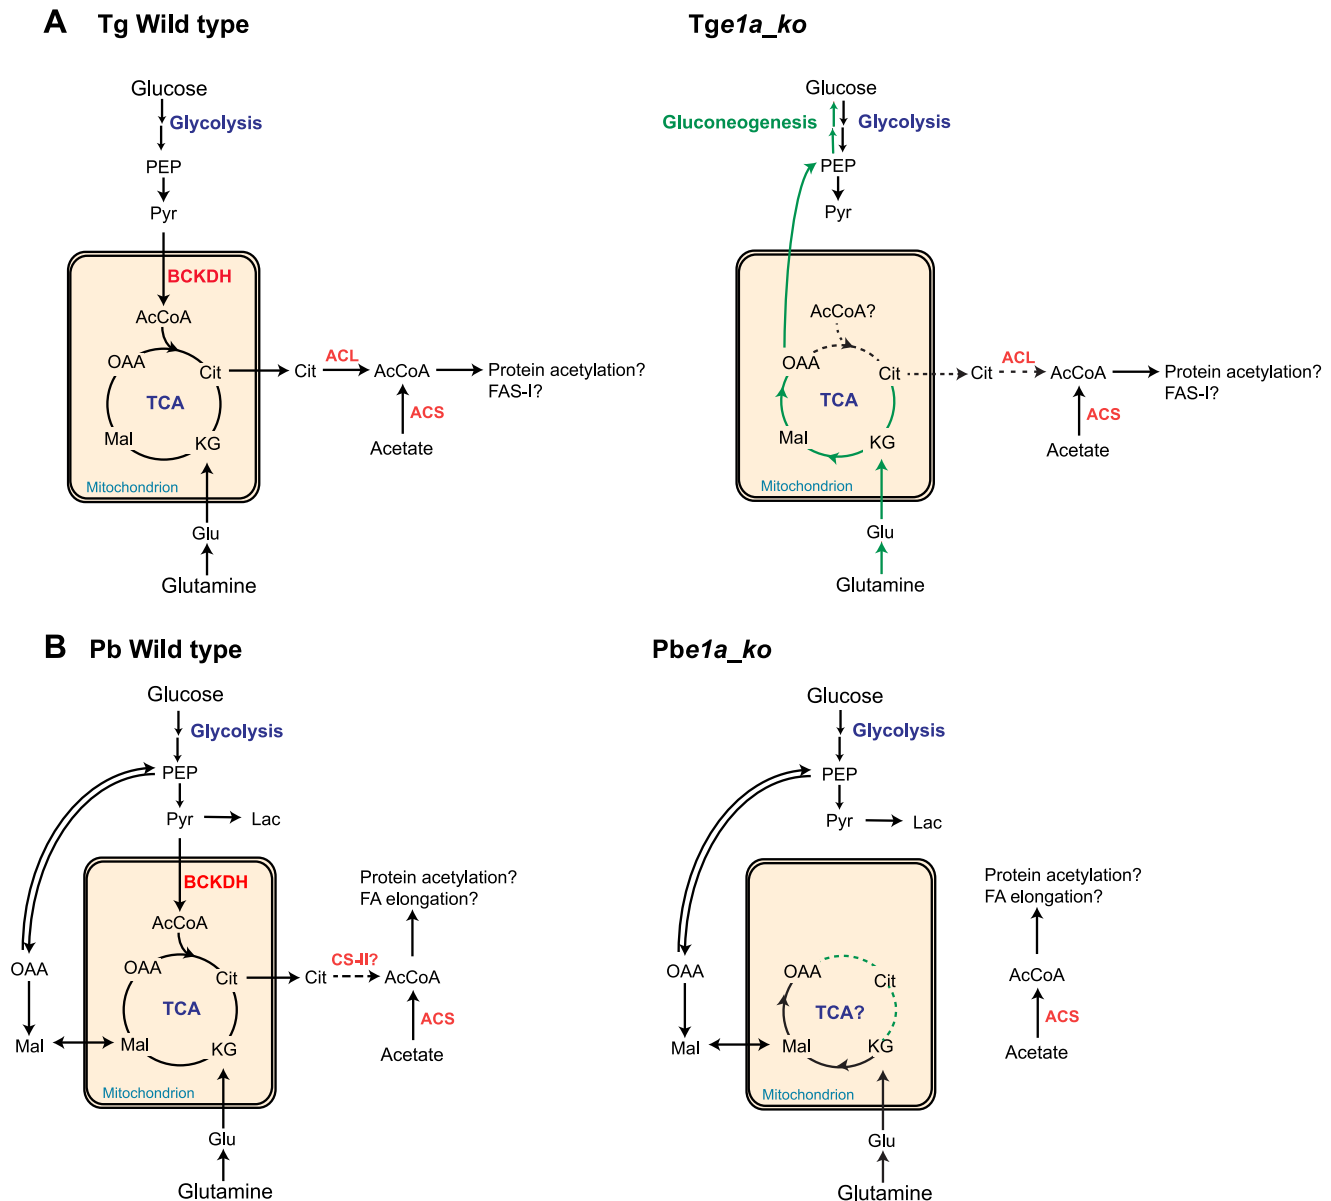 A Tg Wild type
Glucose
Glycolysis
PEP
Pyr
BCKDH
AcCoA
OAA
Cit
TCA
Mal
KG
Mitochondrion
Glu
Glutamine
Cit
ACL
AcCoA
Protein acetylation?
FAS-I?
ACS
Acetate
Tge1a_ko
Glucose
Gluconeogenesis
Glycolysis
PEP
Pyr
AcCoA?
OAA
Cit
TCA
Mal
KG
Mitochondrion
Glu
Glutamine
Cit
ACL
AcCoA
Protein acetylation?
FAS-I?
ACS
Acetate
B Pb Wild type
Glucose
Glycolysis
PEP
Pyr
Lac
BCKDH
AcCoA
OAA
Cit
TCA
Mal
KG
Mitochondrion
Glu
Glutamine
OAA
Mal
Cit
CS-II?
AcCoA
Protein acetylation?
FA elongation?
ACS
Acetate
Pbe1a_ko
Glucose
Glycolysis
PEP
Pyr
Lac
OAA
Cit
TCA?
Mal
KG
Mitochondrion
Glu
Glutamine
OAA
Mal
Protein acetylation?
FA elongation?
AcCoA
ACS
Acetate